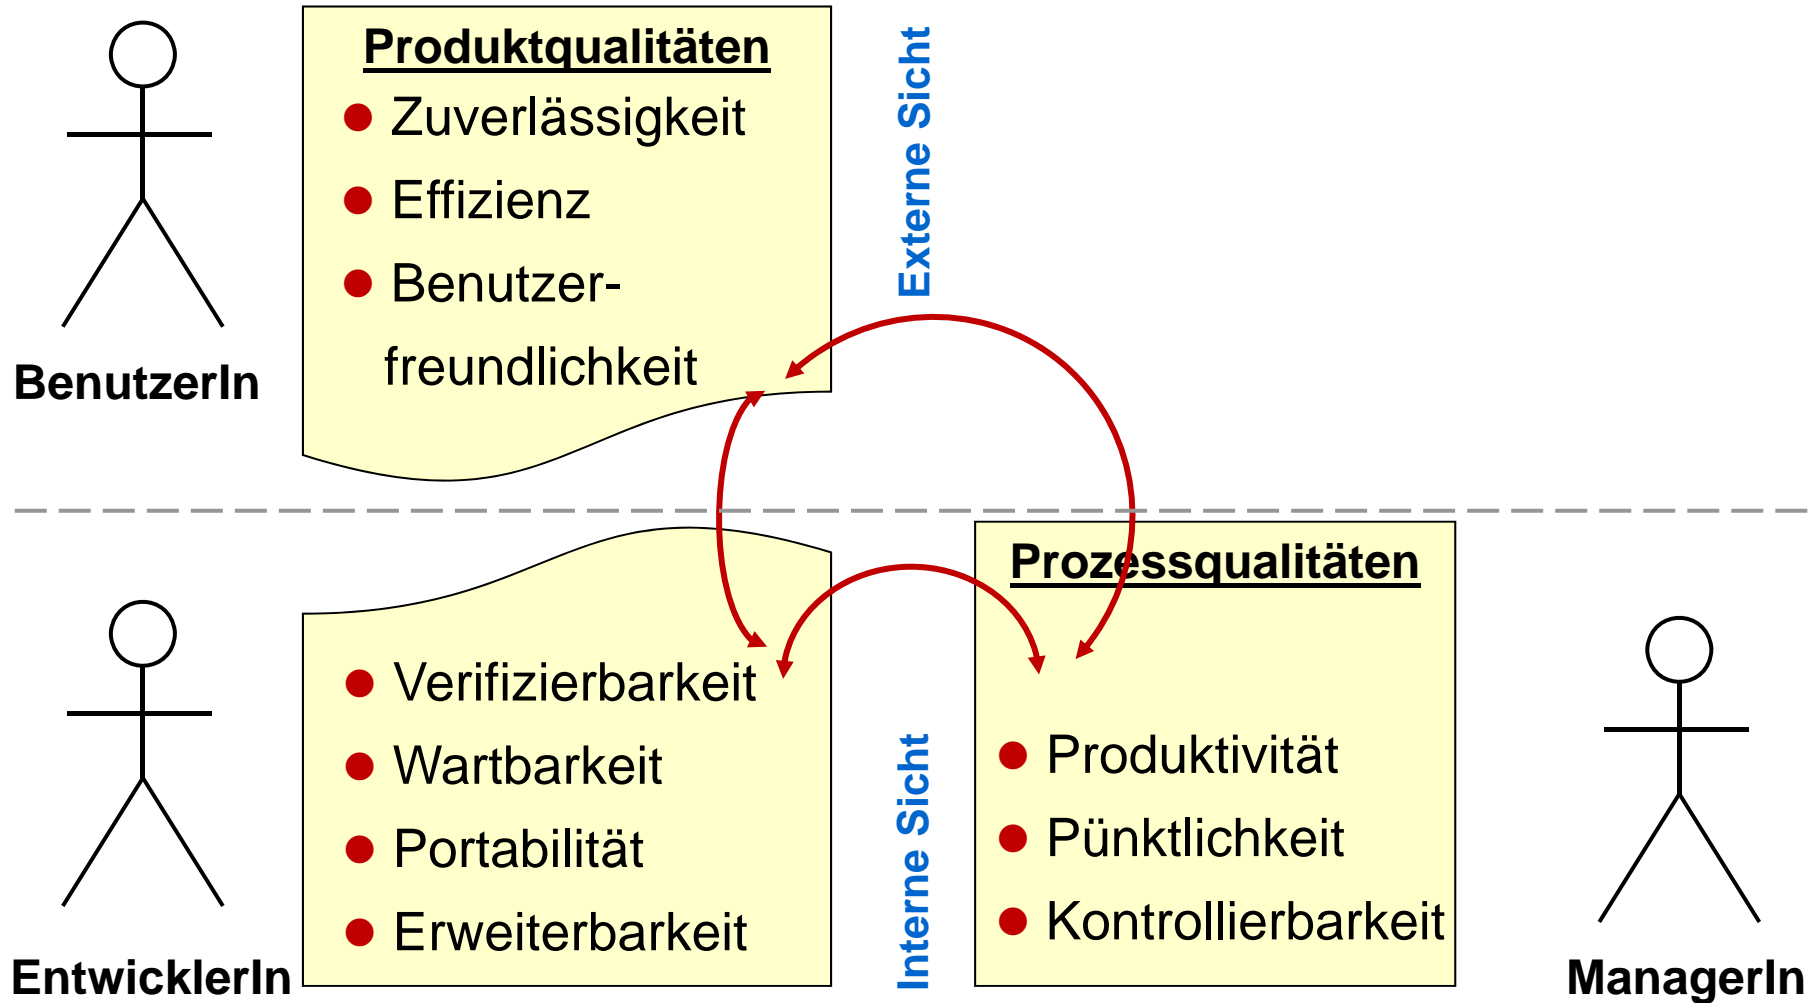 Produktqualitäten
Zuverlässigkeit
Effizienz
Benutzer-
freundlichkeit
BenutzerIn
Externe Sicht
Verifizierbarkeit
Wartbarkeit
Portabilität
Erweiterbarkeit
EntwicklerIn
Interne Sicht
Prozessqualitäten
Produktivität
Pünktlichkeit
Kontrollierbarkeit
ManagerIn